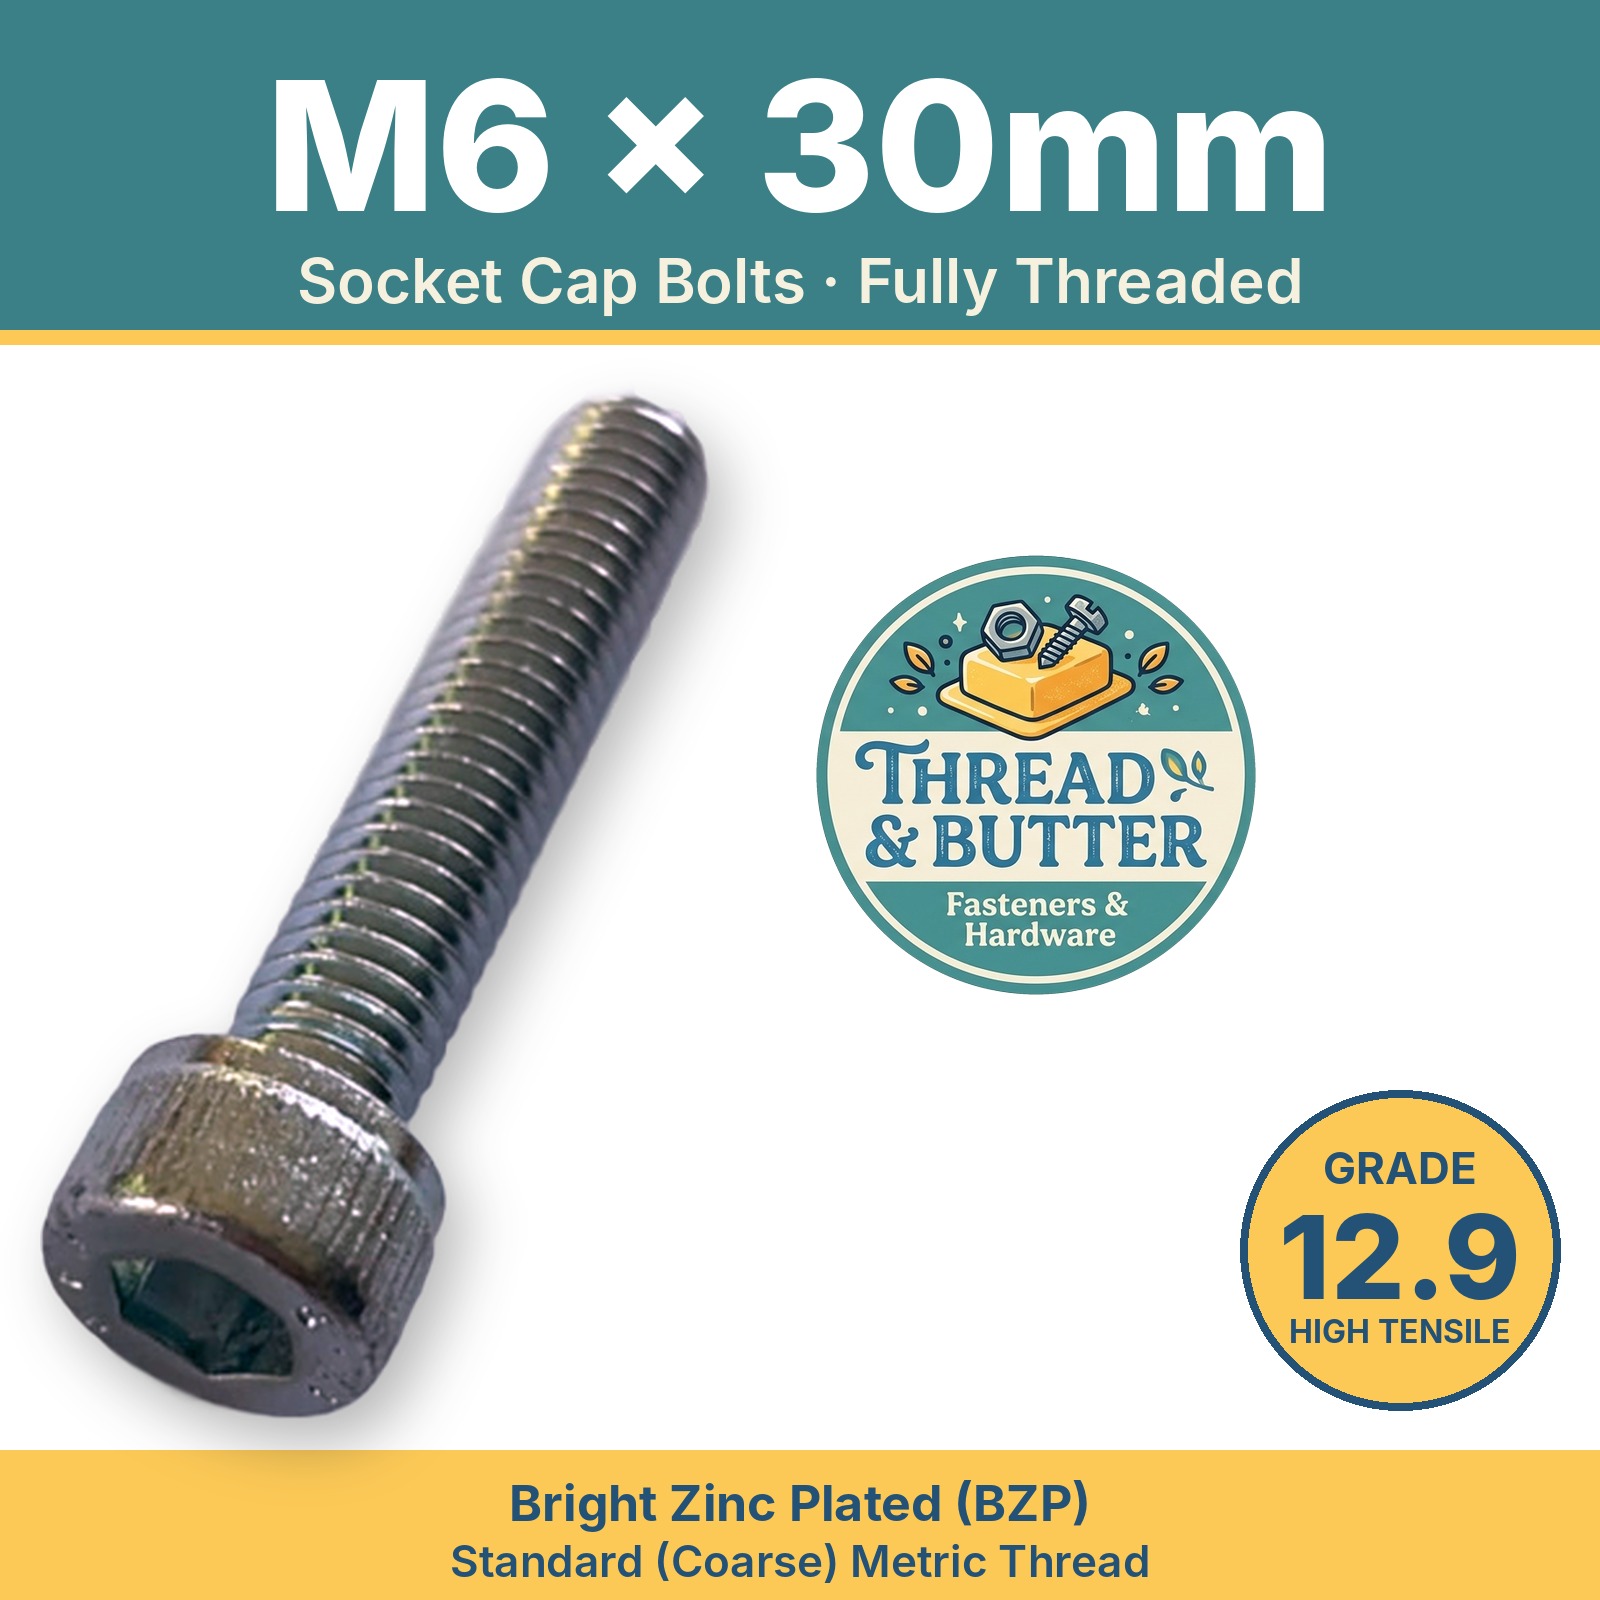 M6 × 30mm
Socket Cap Bolts · Fully Threaded
THREAD
& BUTTER
Fasteners &
Hardware
GRADE
12.9
HIGH TENSILE
Bright Zinc Plated (BZP)
Standard (Coarse) Metric Thread